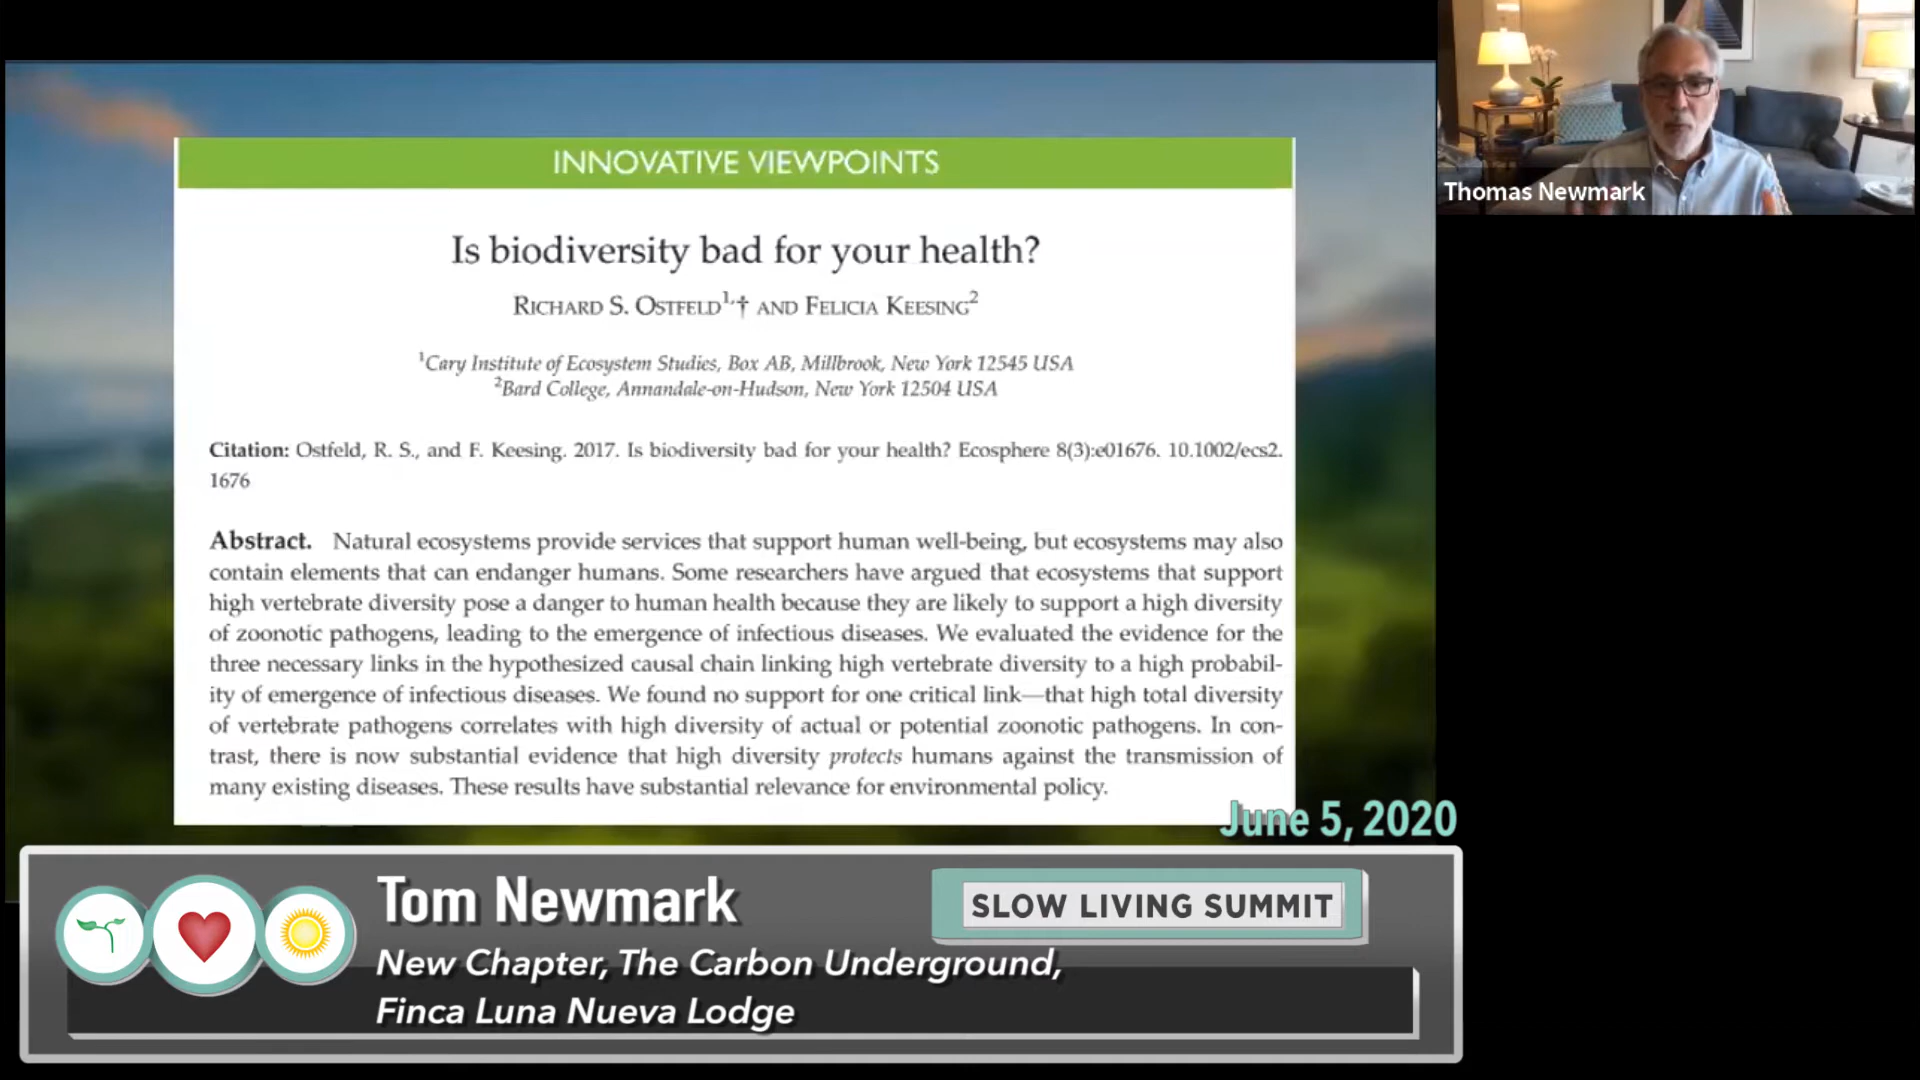 INNOVATIVE VIEWPOINTS
Is biodiversity bad for your health?
RICHARD S. OSTFELD1,† AND FELICIA KEESING2
1Cary Institute of Ecosystem Studies, Box AB, Millbrook, New York 12545 USA
2Bard College, Annandale-on-Hudson, New York 12504 USA
Citation: Ostfeld, R. S., and F. Keesing. 2017. Is biodiversity bad for your health? Ecosphere 8(3):e01676. 10.1002/ecs2.
1676
Abstract. Natural ecosystems provide services that support human well-being, but ecosystems may also
contain elements that can endanger humans. Some researchers have argued that ecosystems that support
high vertebrate diversity pose a danger to human health because they are likely to support a high diversity
of zoonotic pathogens, leading to the emergence of infectious diseases. We evaluated the evidence for the
three necessary links in the hypothesized causal chain linking high vertebrate diversity to a high probabil-
ity of emergence of infectious diseases. We found no support for one critical link—that high total diversity
of vertebrate pathogens correlates with high diversity of actual or potential zoonotic pathogens. In con-
trast, there is now substantial evidence that high diversity protects humans against the transmission of
many existing diseases. These results have substantial relevance for environmental policy.
Thomas Newmark
June 5, 2020
Tom Newmark
SLOW LIVING SUMMIT
New Chapter, The Carbon Underground,
Finca Luna Nueva Lodge